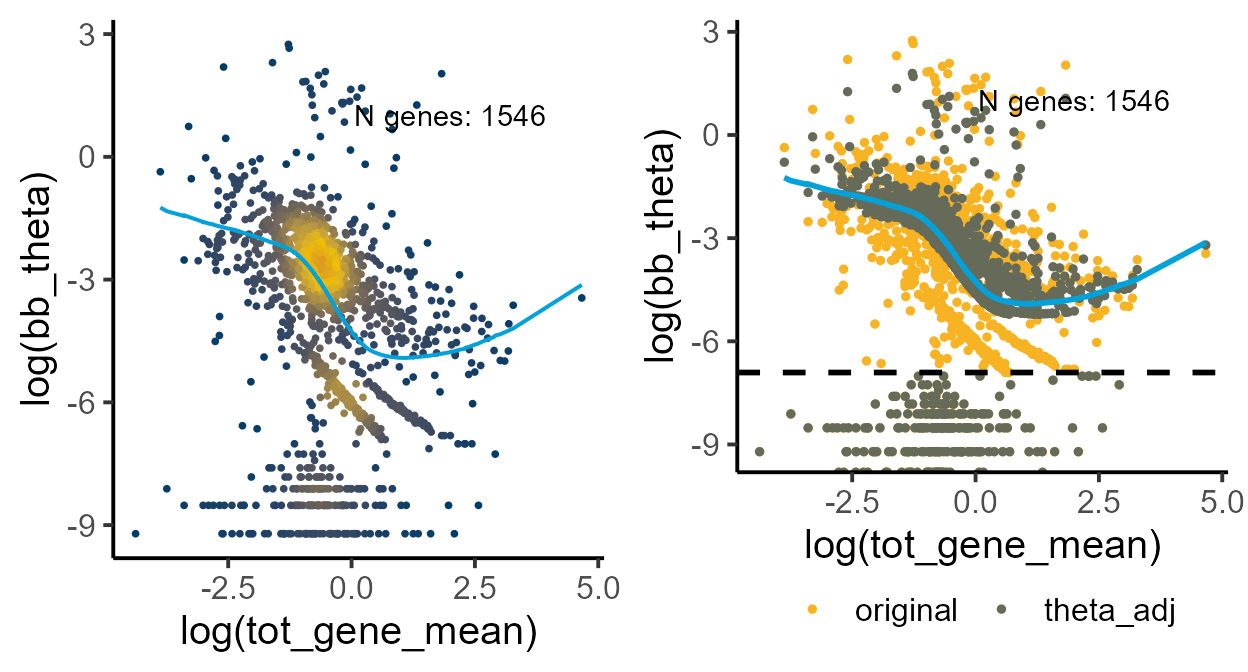 3
0
-3
-6
-9
log(bb_theta)
N genes: 1546
-2.5 0.0 2.5 5.0
log(tot_gene_mean)
3
0
-3
-6
-9
log(bb_theta)
N genes: 1546
-2.5 0.0 2.5 5.0
log(tot_gene_mean)
original theta_adj